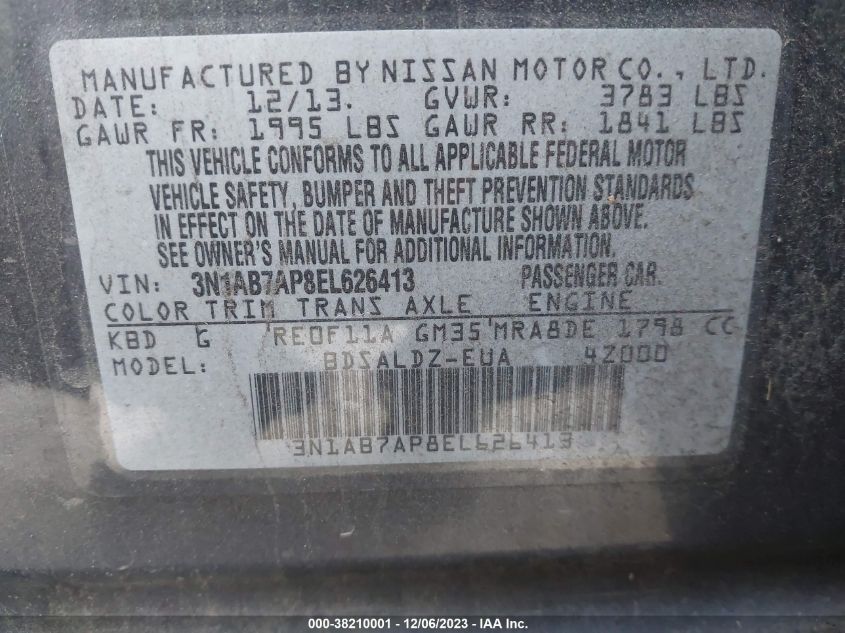 MANUFACTURED BY NISSAN MOTOR CO., LTD.
DATE: 12/13. GVWR: 3783 LBS
GAWR FR: 1995 LBS GAWR RR: 1841 LBS
THIS VEHICLE CONFORMS TO ALL APPLICABLE FEDERAL MOTOR
VEHICLE SAFETY, BUMPER AND THEFT PREVENTION STANDARDS
IN EFFECT ON THE DATE OF MANUFACTURE SHOWN ABOVE.
SEE OWNER'S MANUAL FOR ADDITIONAL INFORMATION.
VIN: 3N1AB7AP8EL626413 PASSENGER CAR.
COLOR TRIM TRANS AXLE ENGINE
KBD G RE0F11A GM35 MRA8DE 1798 CC
MODEL: BDSALDZ-EUA 4Z000
3N1AB7AP8EL626413
000-38210001 - 12/06/2023 - IAA Inc.